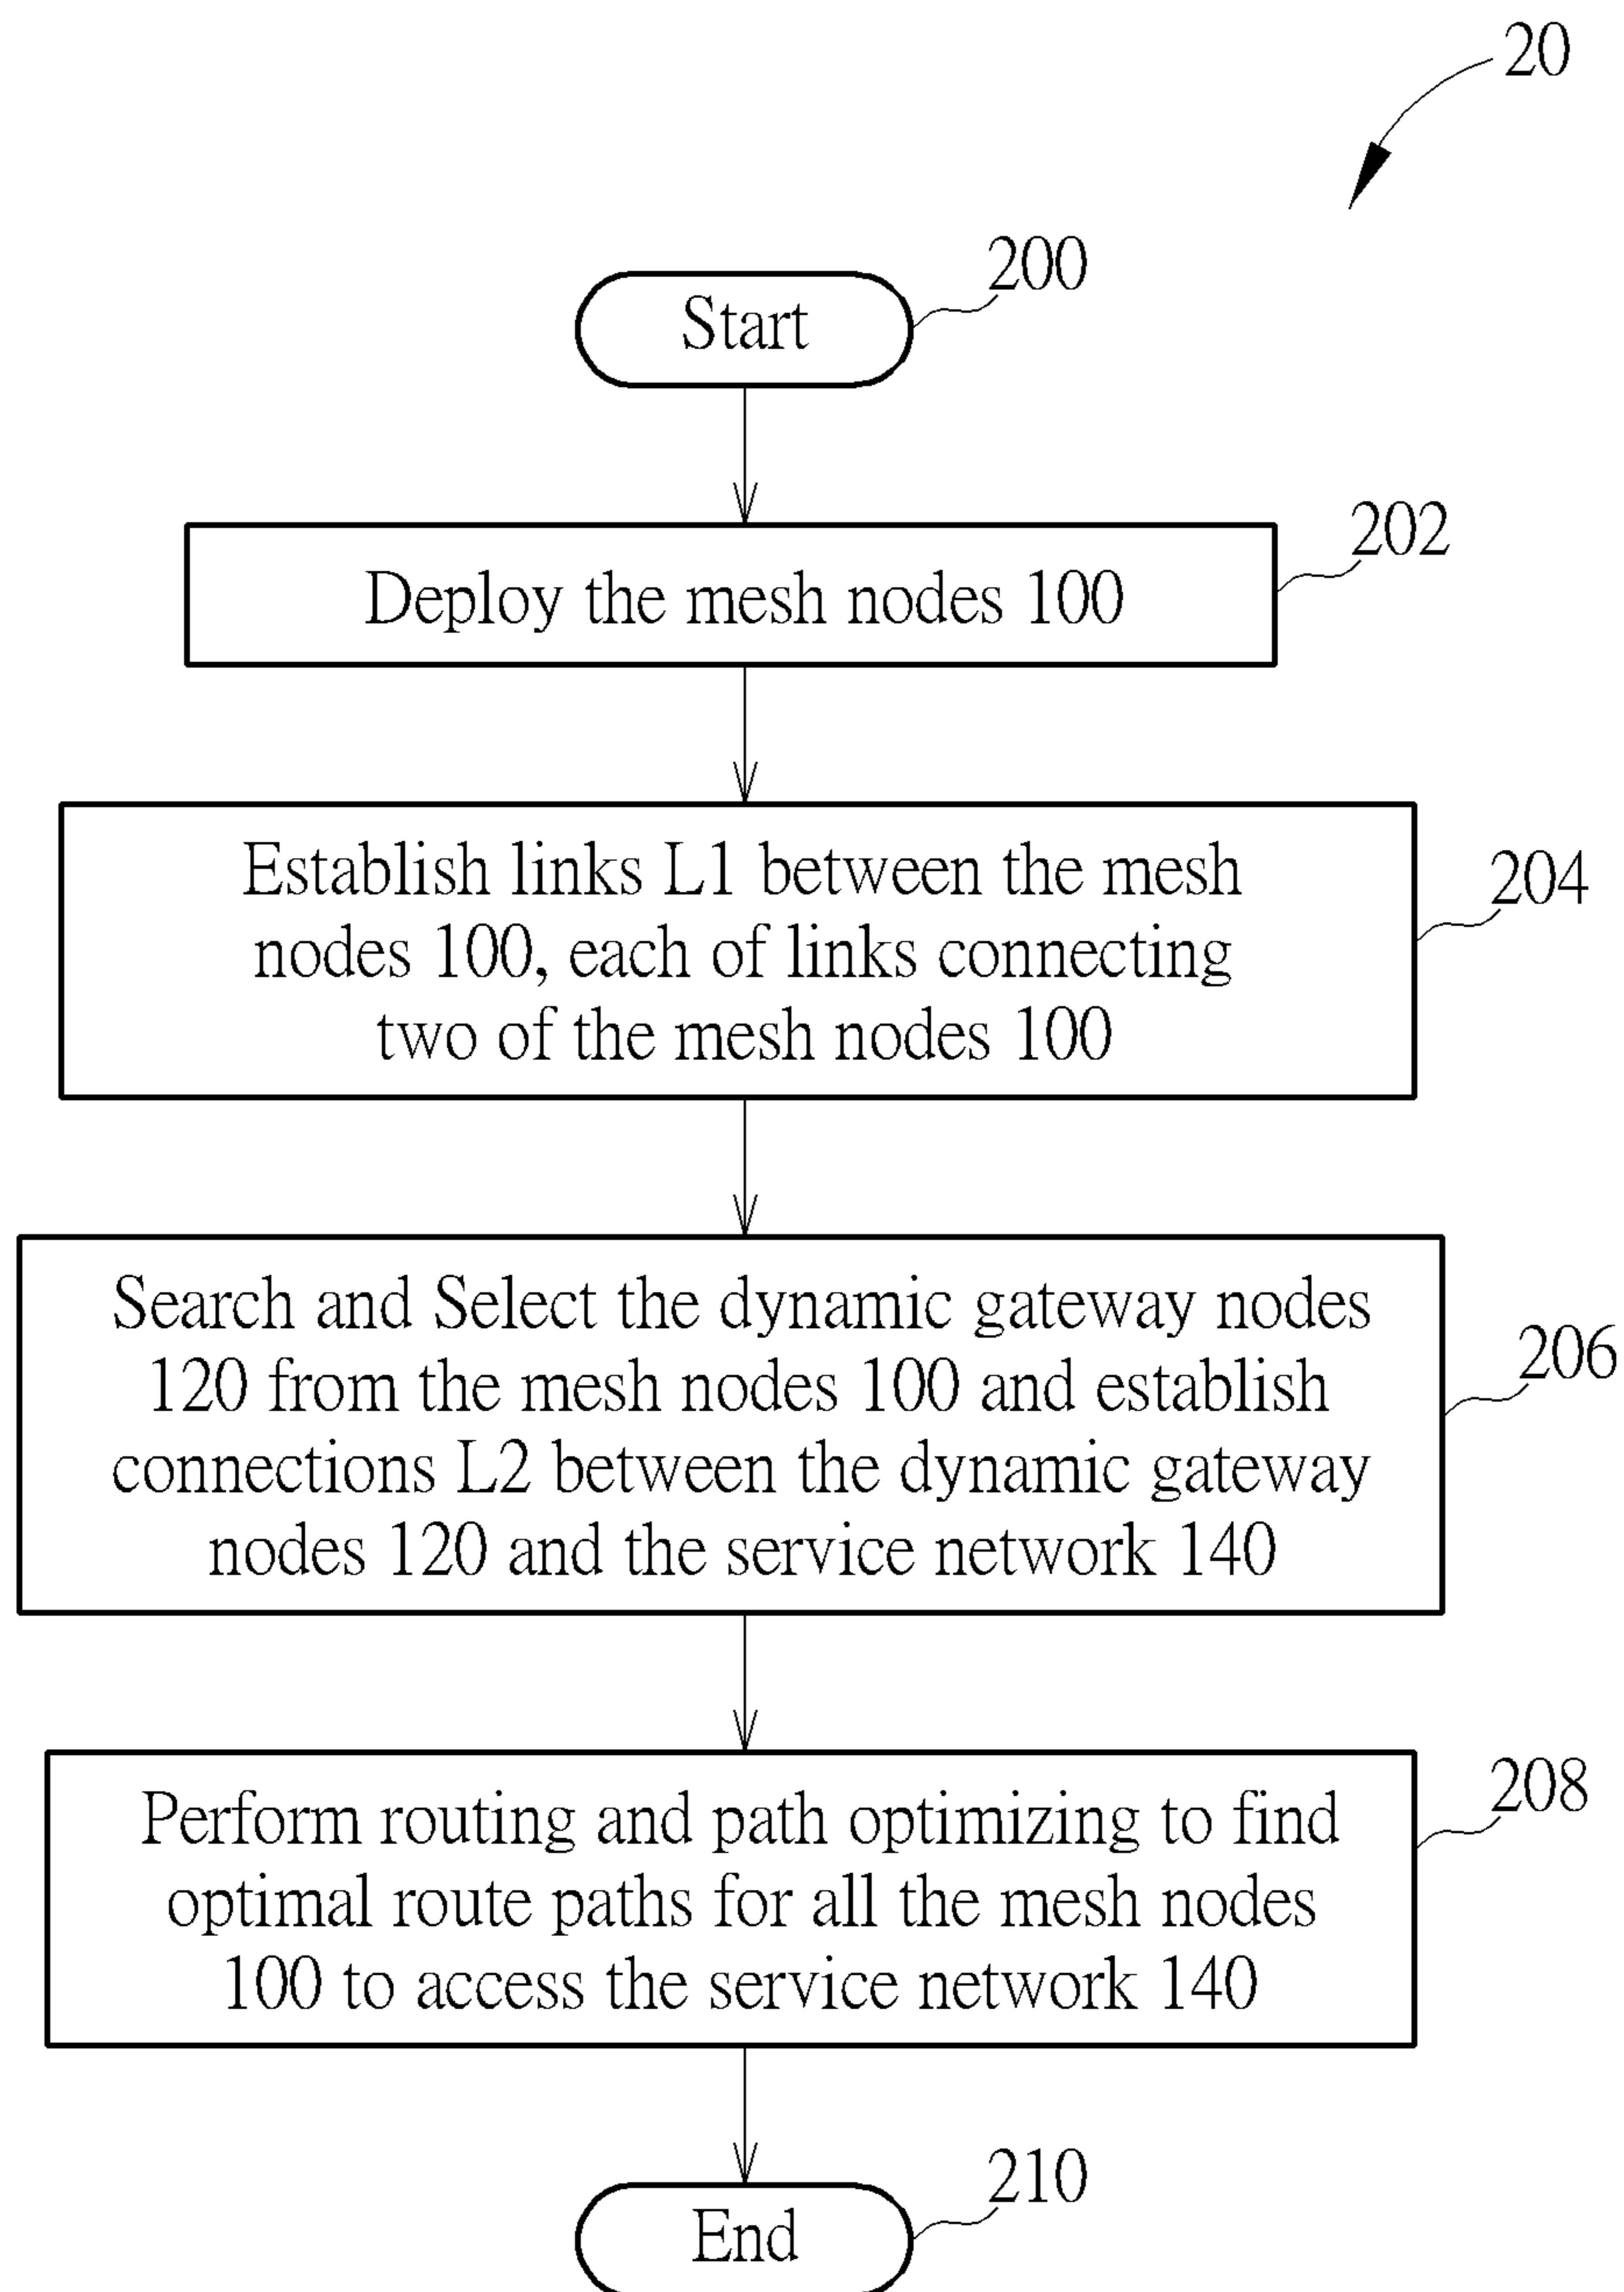 20
200
Start
202
Deploy the mesh nodes 100
204
Establish links L1 between the mesh
nodes 100, each of links connecting
two of the mesh nodes 100
206
Search and Select the dynamic gateway nodes
120 from the mesh nodes 100 and establish
connections L2 between the dynamic gateway
nodes 120 and the service network 140
208
Perform routing and path optimizing to find
optimal route paths for all the mesh nodes
100 to access the service network 140
210
End